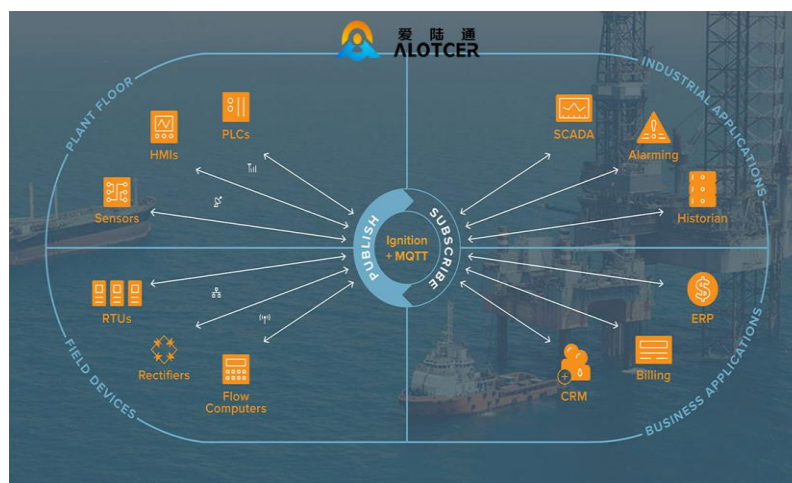 爱陆通
ALOTCER
PLANT FLOOR
INDUSTRIAL APPLICATIONS
PLCs
HMIs
Sensors
SCADA
Alarming
Historian
PUBLISH
SUBSCRIBE
Ignition
+ MQTT
RTUs
Rectifiers
Flow
Computers
ERP
Billing
CRM
FIELD DEVICES
BUSINESS APPLICATIONS